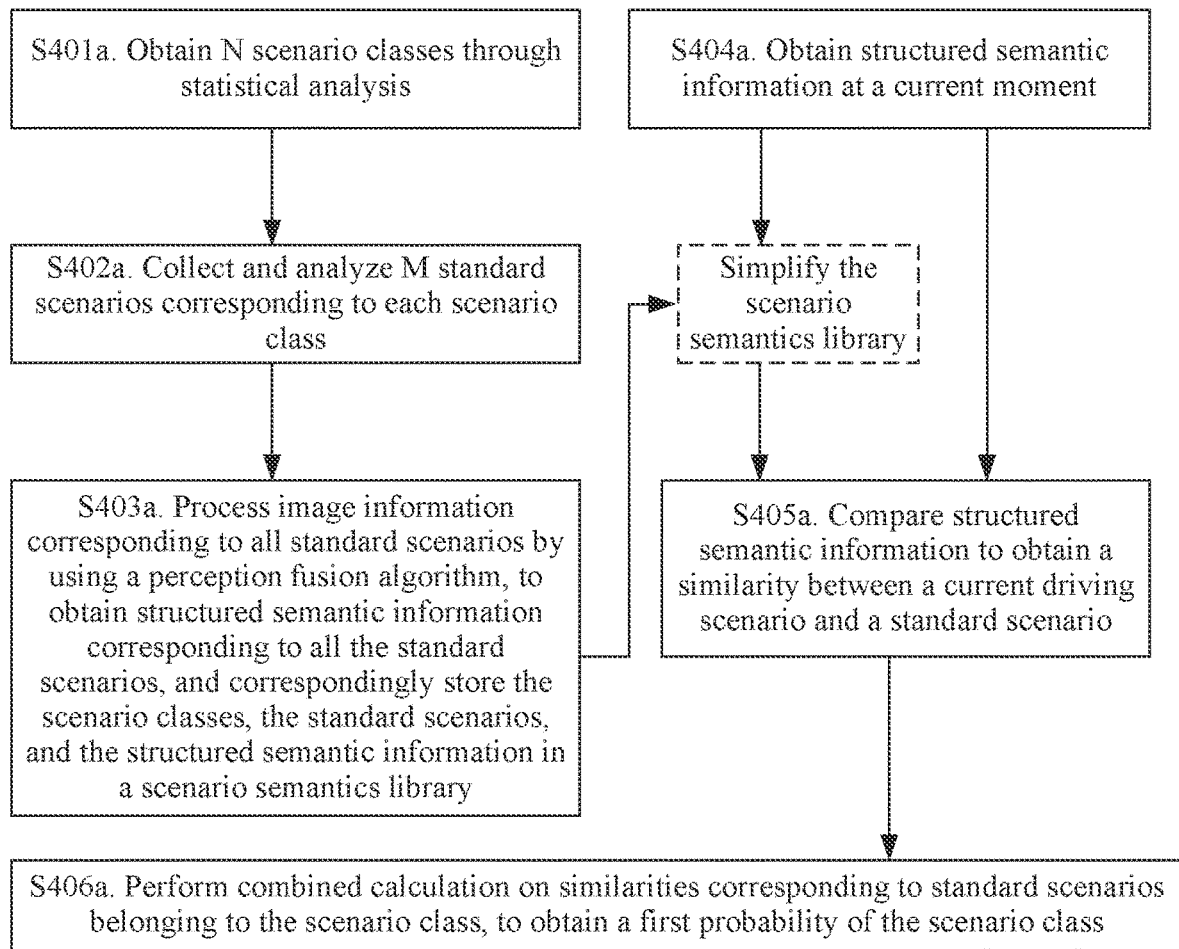 S401a. Obtain N scenario classes through
statistical analysis
S402a. Collect and analyze M standard
scenarios corresponding to each scenario
class
S403a. Process image information
corresponding to all standard scenarios by
using a perception fusion algorithm, to
obtain structured semantic information
corresponding to all the standard
scenarios, and correspondingly store the
scenario classes, the standard scenarios,
and the structured semantic information in
a scenario semantics library
S404a. Obtain structured semantic
information at a current moment
Simplify the
scenario
semantics library
S405a. Compare structured
semantic information to obtain a
similarity between a current driving
scenario and a standard scenario
S406a. Perform combined calculation on similarities corresponding to standard scenarios
belonging to the scenario class, to obtain a first probability of the scenario class